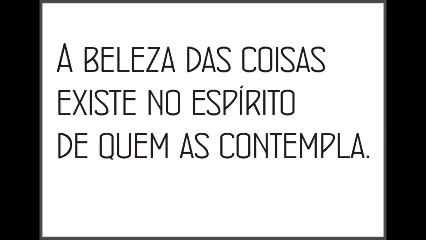 A BELEZA DAS COISAS
EXISTE NO ESPÍRITO
DE QUEM AS CONTEMPLA.